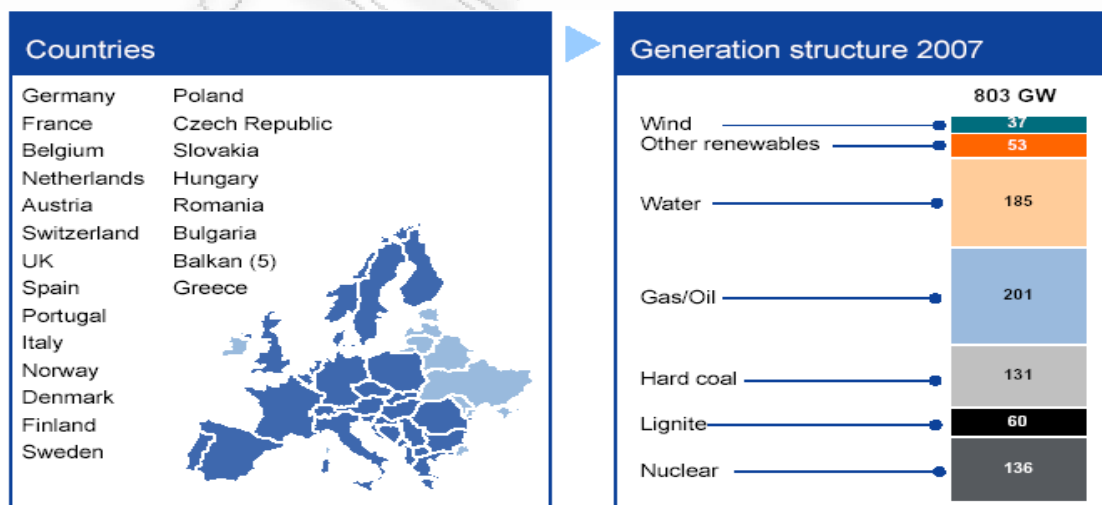 Countries
Germany Poland
France Czech Republic
Belgium Slovakia
Netherlands Hungary
Austria Romania
Switzerland Bulgaria
UK Balkan (5)
Spain Greece
Portugal
Italy
Norway
Denmark
Finland
Sweden
Generation structure 2007
803 GW
Wind 37
Other renewables 53
Water 185
Gas/Oil 201
Hard coal 131
Lignite 60
Nuclear 136